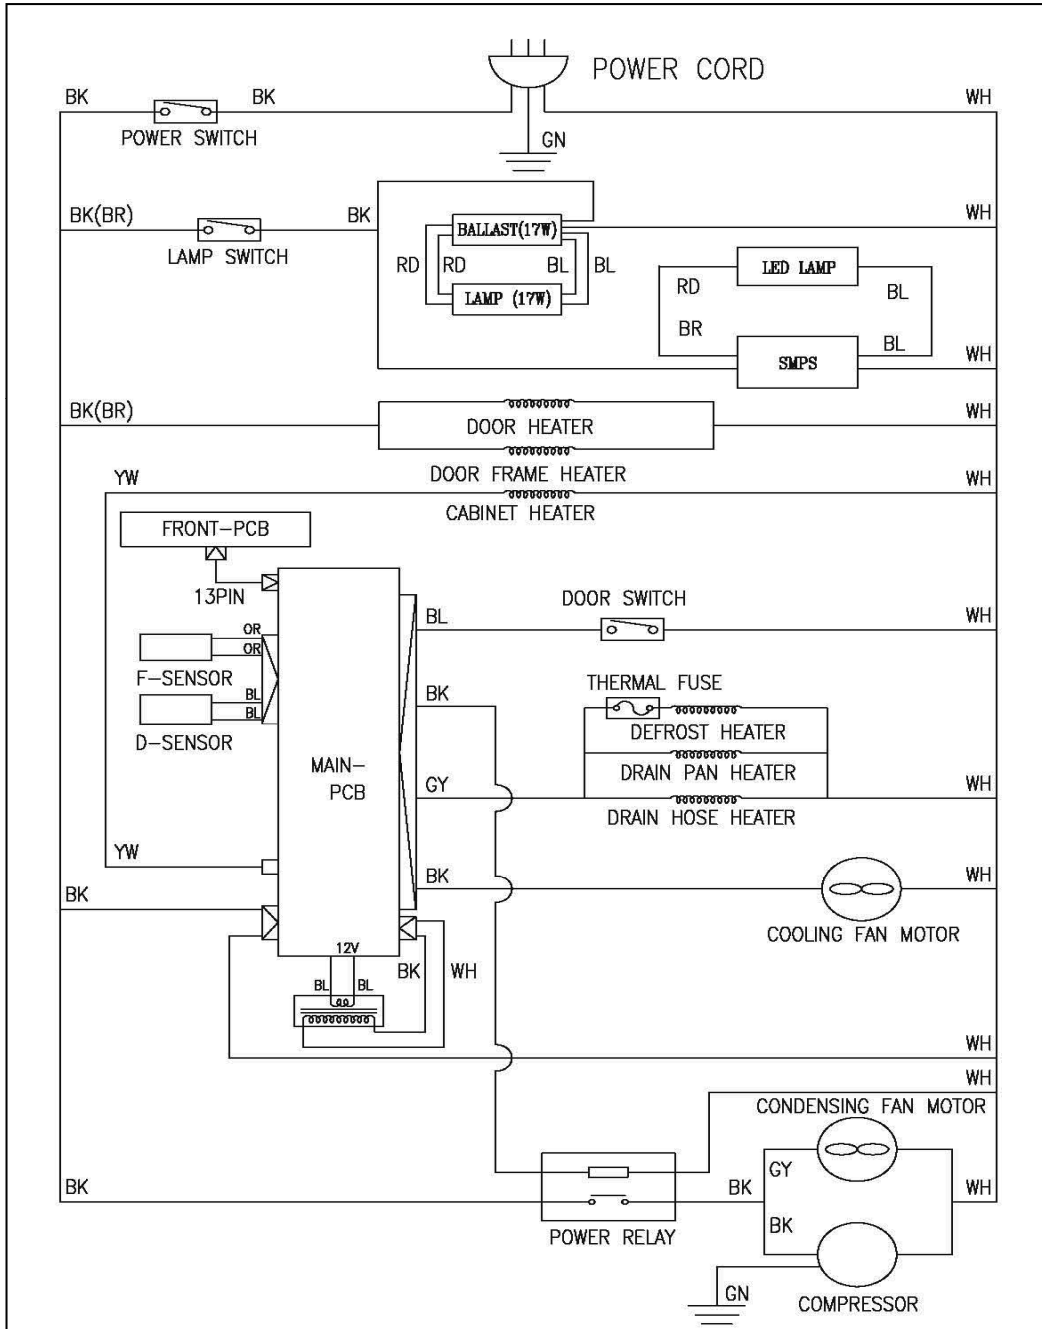 POWER CORD
BK
BK
WH
POWER SWITCH
GN
BK(BR)
BK
WH
LAMP SWITCH
BALLAST(17W)
RD
RD
BL
BL
LED LAMP
RD
BL
LAMP (17W)
BR
BL
WH
SMPS
BK(BR)
WH
DOOR HEATER
DOOR FRAME HEATER
YW
WH
CABINET HEATER
FRONT-PCB
13PIN
DOOR SWITCH
BL
WH
OR
OR
F-SENSOR
BL
BL
D-SENSOR
BK
THERMAL FUSE
DEFROST HEATER
MAIN-
PCB
DRAIN PAN HEATER
GY
WH
DRAIN HOSE HEATER
YW
BK
WH
BK
COOLING FAN MOTOR
12V
BK
WH
BL
BL
WH
WH
CONDENSING FAN MOTOR
GY
BK
BK
WH
BK
POWER RELAY
GN
COMPRESSOR